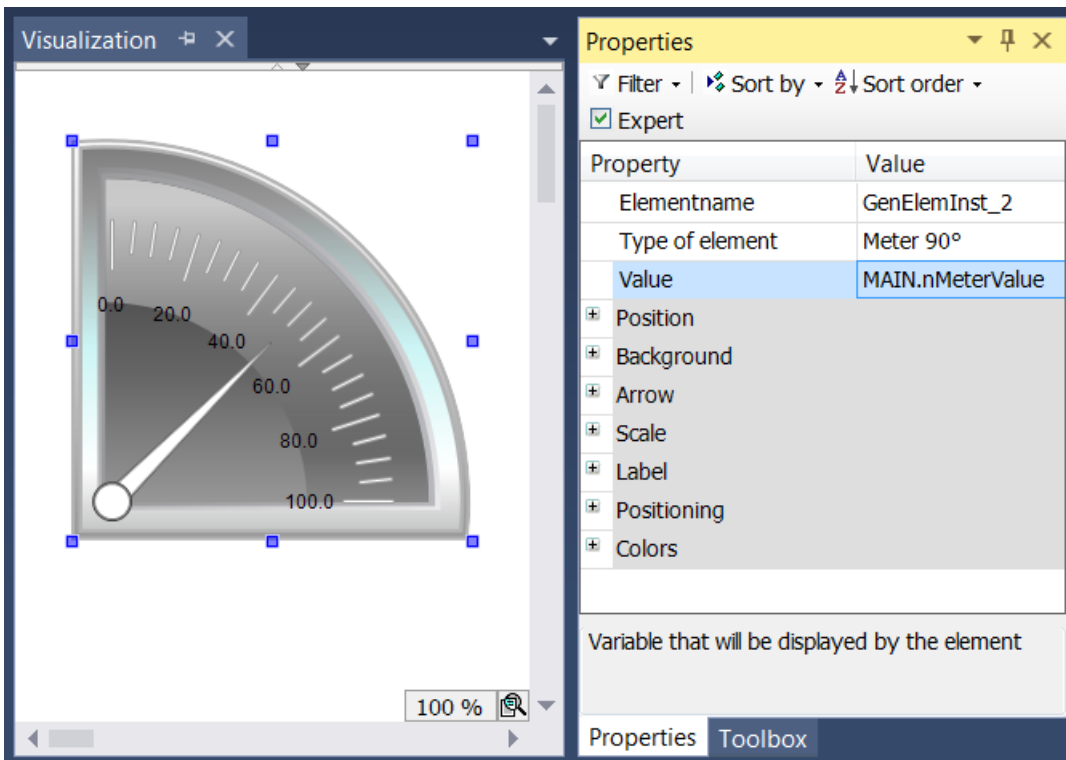 Visualization
0.0
20.0
40.0
60.0
80.0
100.0
100 %
Properties
Filter Sort by Sort order
Expert
Property Value
Elementname GenElemInst_2
Type of element Meter 90°
Value MAIN.nMeterValue
Position
Background
Arrow
Scale
Label
Positioning
Colors
Variable that will be displayed by the element
Properties Toolbox